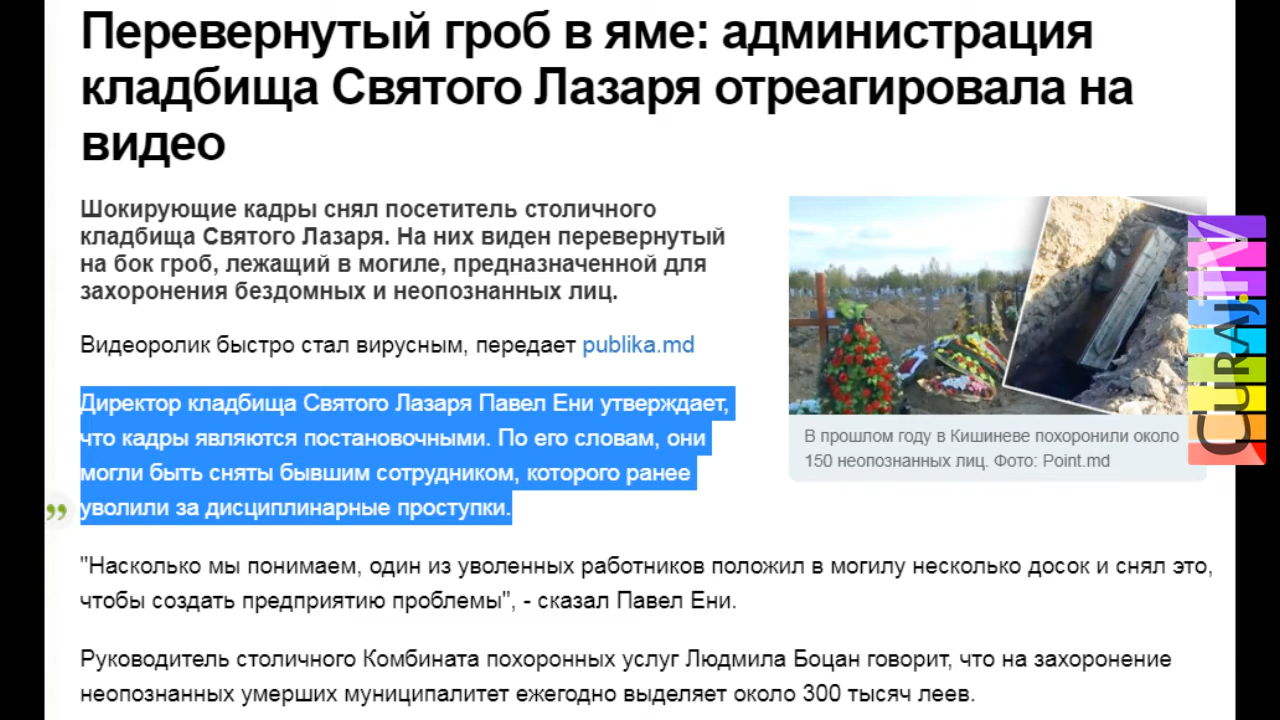 Перевернутый гроб в яме: администрация
кладбища Святого Лазаря отреагировала на
видео
Шокирующие кадры снял посетитель столичного
кладбища Святого Лазаря. На них виден перевернутый
на бок гроб, лежащий в могиле, предназначенной для
захоронения бездомных и неопознанных лиц.
Видеоролик быстро стал вирусным, передает publika.md
Директор кладбища Святого Лазаря Павел Ени утверждает,
что кадры являются постановочными. По его словам, они
могли быть сняты бывшим сотрудником, которого ранее
уволили за дисциплинарные проступки.
В прошлом году в Кишиневе похоронили около
150 неопознанных лиц. Фото: Point.md
CURAJ.TV
"Насколько мы понимаем, один из уволенных работников положил в могилу несколько досок и снял это,
чтобы создать предприятию проблемы", - сказал Павел Ени.
Руководитель столичного Комбината похоронных услуг Людмила Боцан говорит, что на захоронение
неопознанных умерших муниципалитет ежегодно выделяет около 300 тысяч леев.